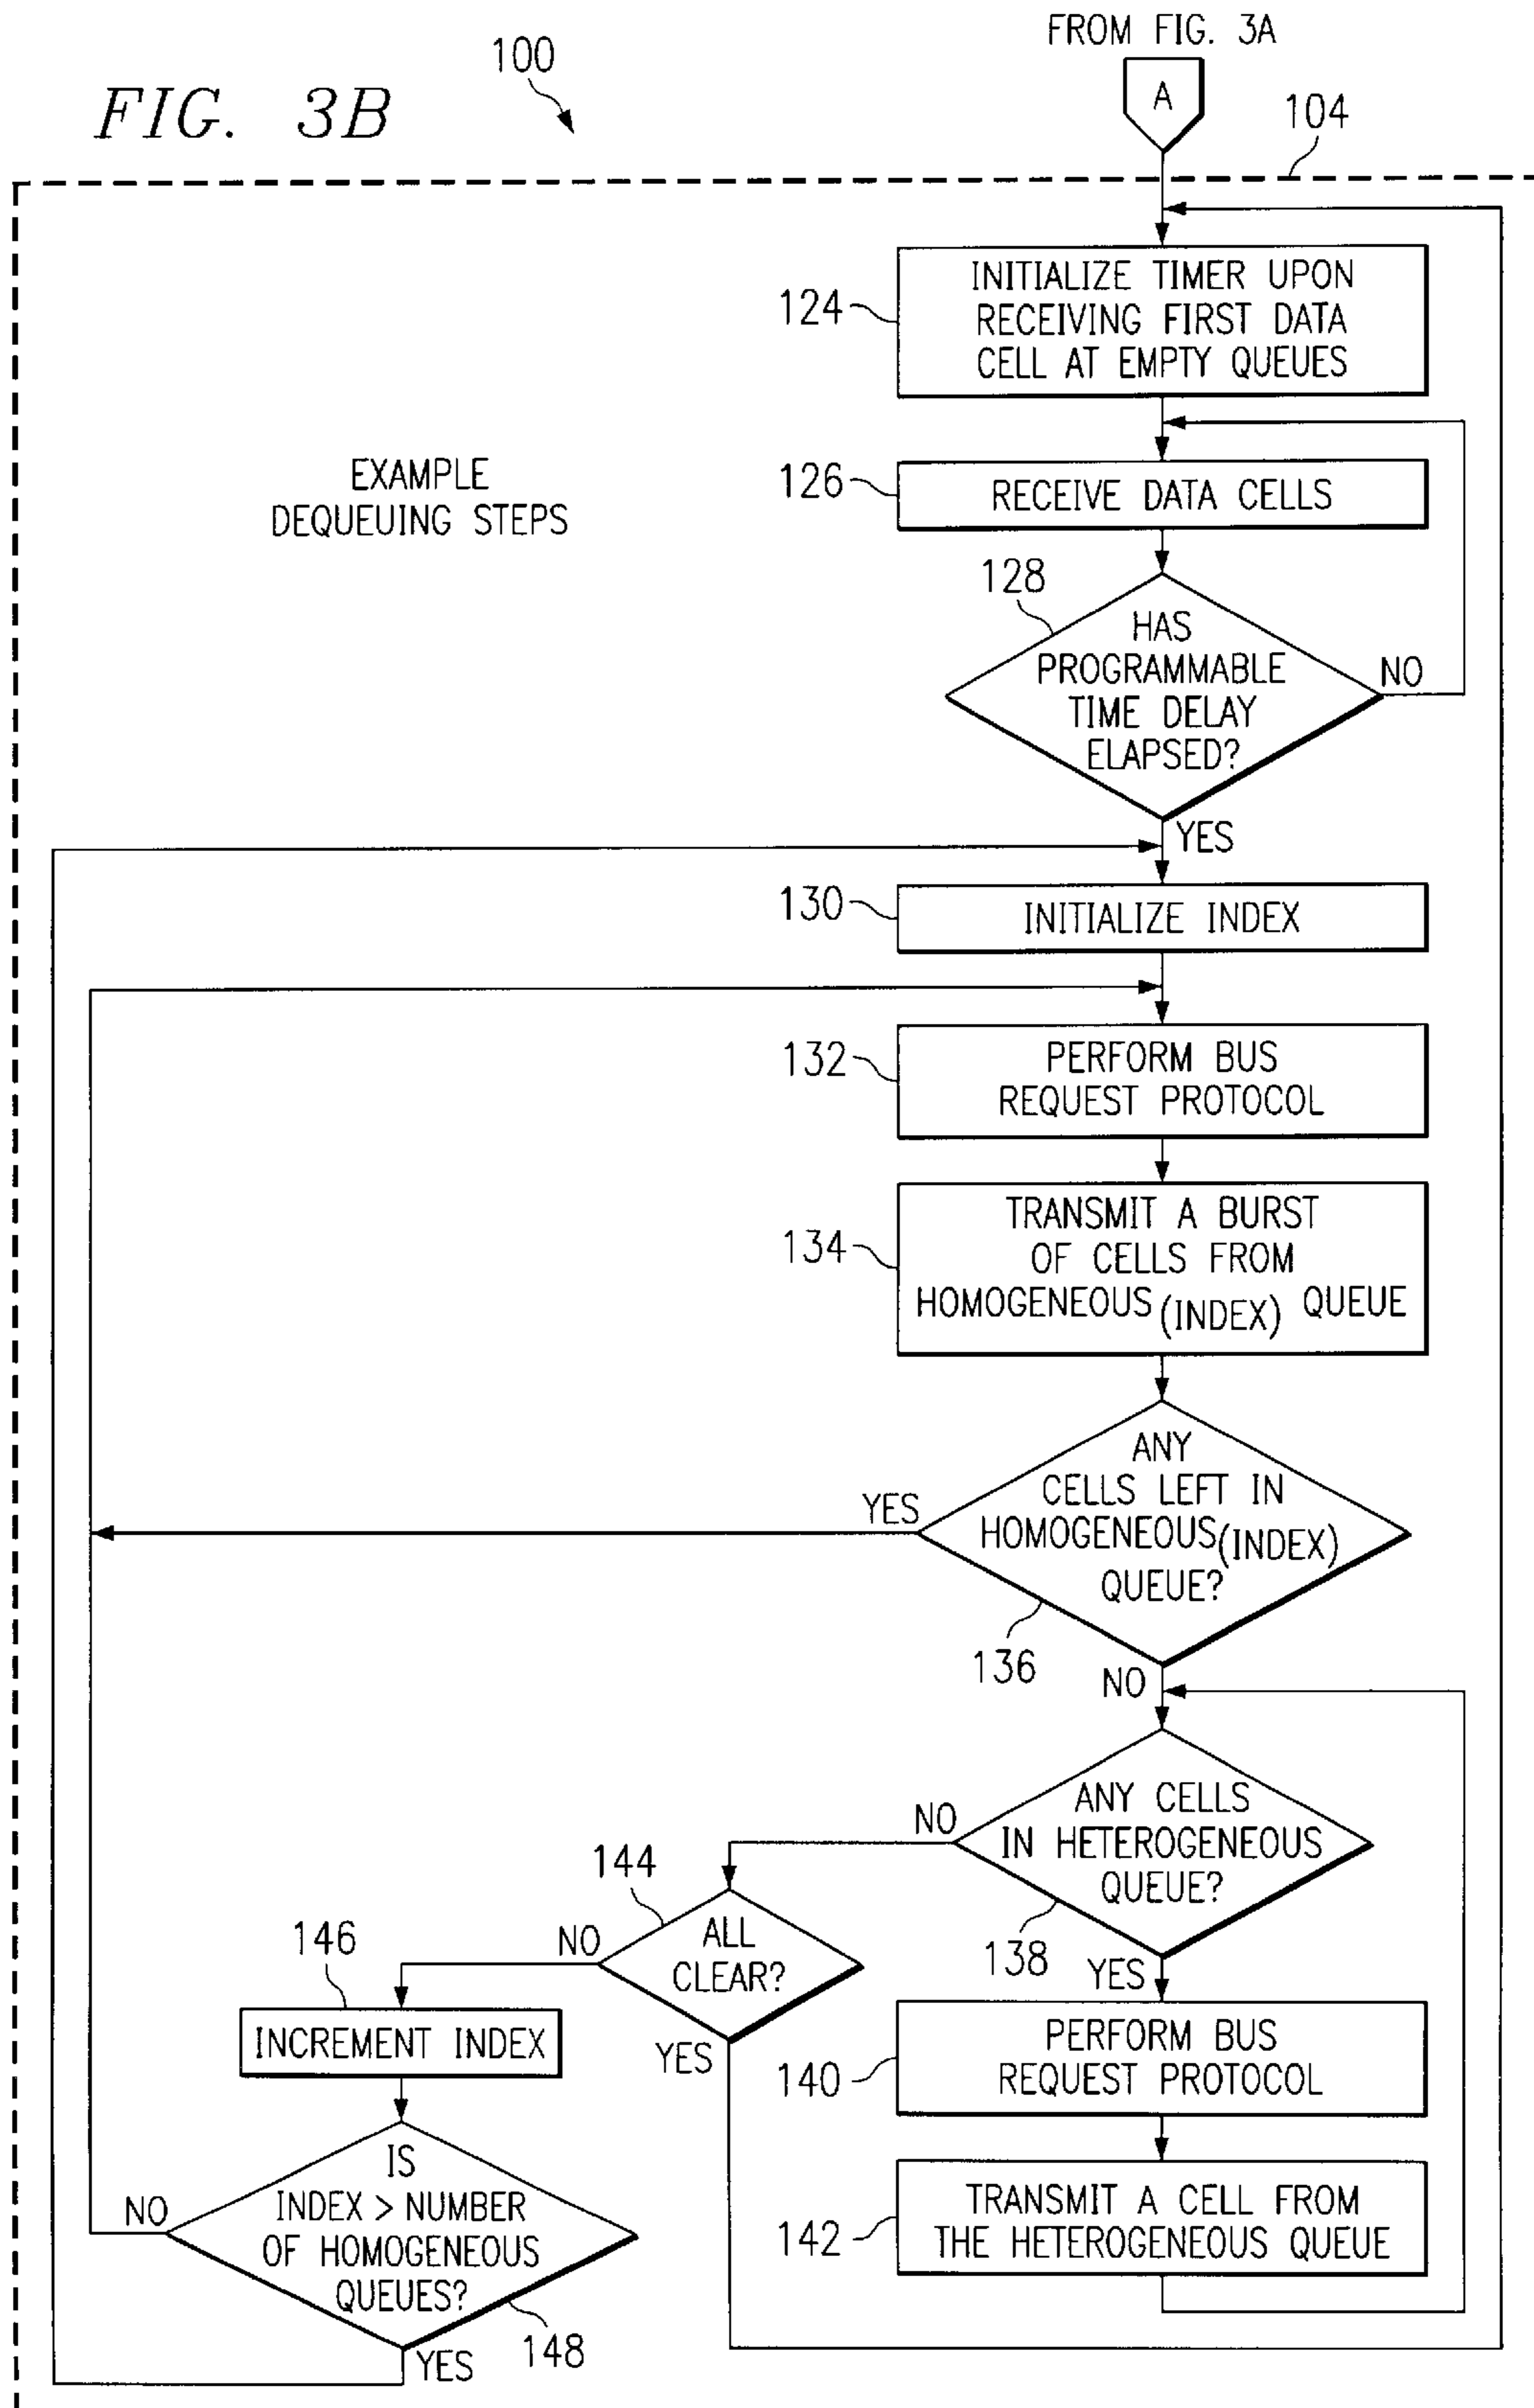 FROM FIG. 3A
100
FIG. 3B
A
104
INITIALIZE TIMER UPON
RECEIVING FIRST DATA
CELL AT EMPTY QUEUES
124
EXAMPLE
DEQUEUING STEPS
126
RECEIVE DATA CELLS
128
HAS
PROGRAMMABLE
TIME DELAY
ELAPSED?
NO
YES
130
INITIALIZE INDEX
132
PERFORM BUS
REQUEST PROTOCOL
134
TRANSMIT A BURST
OF CELLS FROM
HOMOGENEOUS (INDEX) QUEUE
ANY
CELLS LEFT IN
HOMOGENEOUS (INDEX)
QUEUE?
YES
136
NO
ANY CELLS
IN HETEROGENEOUS
QUEUE?
NO
138
YES
144
ALL
CLEAR?
NO
YES
146
INCREMENT INDEX
140
PERFORM BUS
REQUEST PROTOCOL
142
TRANSMIT A CELL FROM
THE HETEROGENEOUS QUEUE
IS
INDEX > NUMBER
OF HOMOGENEOUS
QUEUES?
NO
148
YES